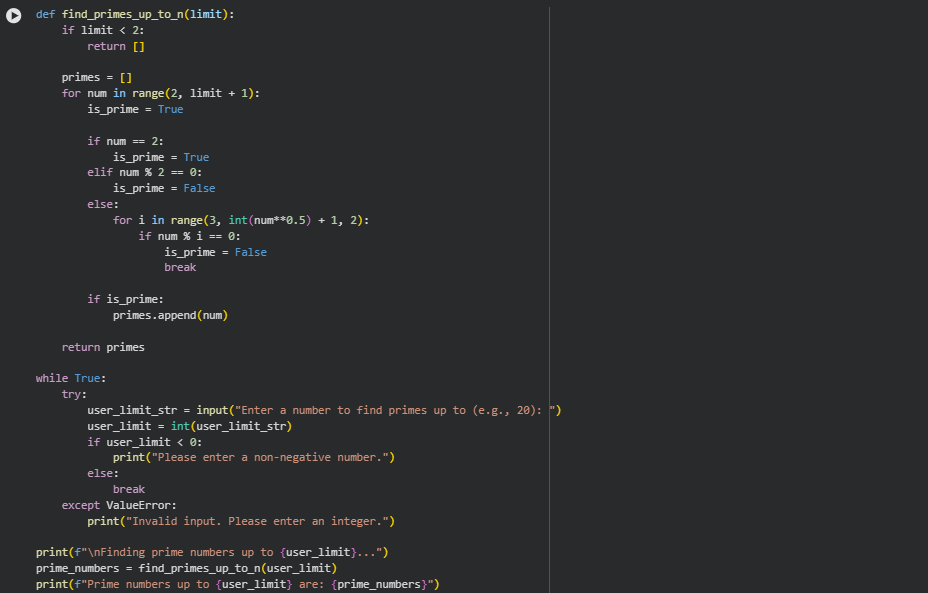 def find_primes_up_to_n(limit):
    if limit < 2:
        return []
    primes = []
    for num in range(2, limit + 1):
        is_prime = True
        if num == 2:
            is_prime = True
        elif num % 2 == 0:
            is_prime = False
        else:
            for i in range(3, int(num**0.5) + 1, 2):
                if num % i == 0:
                    is_prime = False
                    break
        if is_prime:
            primes.append(num)
    return primes
while True:
    try:
        user_limit_str = input("Enter a number to find primes up to (e.g., 20): ")
        user_limit = int(user_limit_str)
        if user_limit < 0:
            print("Please enter a non-negative number.")
        else:
            break
    except ValueError:
        print("Invalid input. Please enter an integer.")
print(f"\nFinding prime numbers up to {user_limit}...")
prime_numbers = find_primes_up_to_n(user_limit)
print(f"Prime numbers up to {user_limit} are: {prime_numbers}")